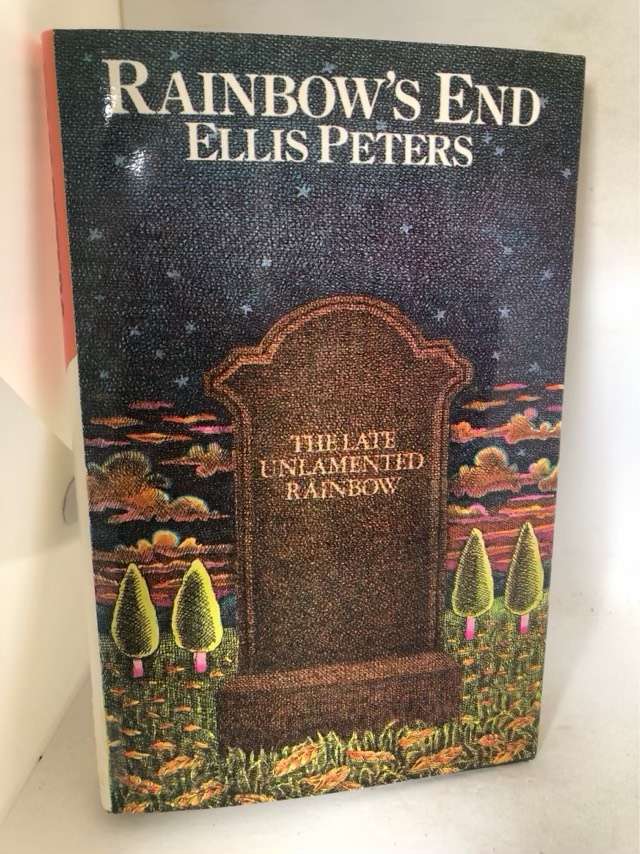 RAINBOW'S END
ELLIS PETERS
THE LATE
UNLAMENTED
RAINBOW